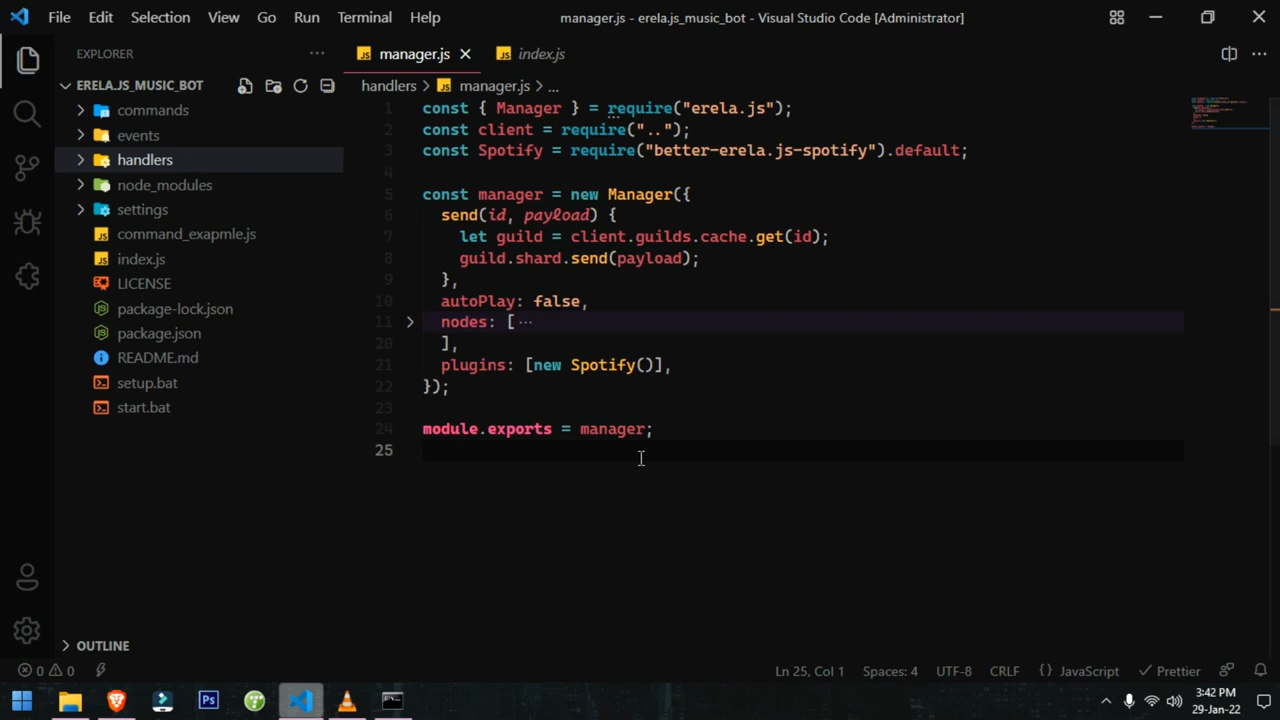 File Edit Selection View Go Run Terminal Help
manager.js - erela.js_music_bot - Visual Studio Code [Administrator]
EXPLORER
ERELA.JS_MUSIC_BOT
commands
events
handlers
node_modules
settings
command_exapmle.js
index.js
LICENSE
package-lock.json
package.json
README.md
setup.bat
start.bat
OUTLINE
manager.js
index.js
handlers > manager.js > ...
1 const { Manager } = require("erela.js");
2 const client = require("..");
3 const Spotify = require("better-erela.js-spotify").default;
4
5 const manager = new Manager({
6 send(id, payload) {
7 let guild = client.guilds.cache.get(id);
8 guild.shard.send(payload);
9 },
10 autoPlay: false,
11 nodes: [ ...
20 ],
21 plugins: [new Spotify()],
22 });
23
24 module.exports = manager;
25
0 0
Ln 25, Col 1 Spaces: 4 UTF-8 CRLF {} JavaScript Prettier
Ps
3:42 PM
29-Jan-22